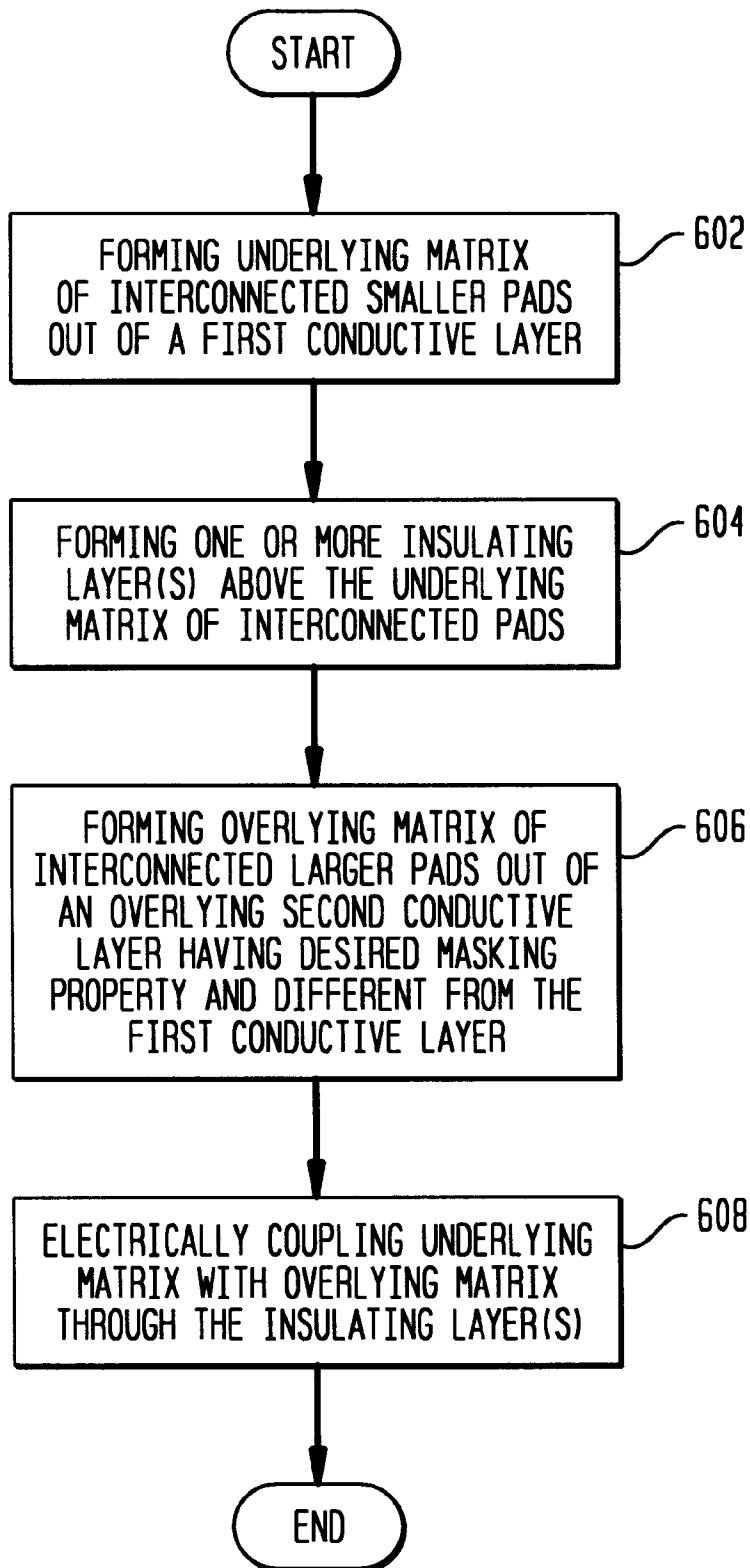 START
602
FORMING UNDERLYING MATRIX
OF INTERCONNECTED SMALLER PADS
OUT OF A FIRST CONDUCTIVE LAYER
604
FORMING ONE OR MORE INSULATING
LAYER(S) ABOVE THE UNDERLYING
MATRIX OF INTERCONNECTED PADS
606
FORMING OVERLYING MATRIX OF
INTERCONNECTED LARGER PADS OUT OF
AN OVERLYING SECOND CONDUCTIVE
LAYER HAVING DESIRED MASKING
PROPERTY AND DIFFERENT FROM THE
FIRST CONDUCTIVE LAYER
608
ELECTRICALLY COUPLING UNDERLYING
MATRIX WITH OVERLYING MATRIX
THROUGH THE INSULATING LAYER(S)
END